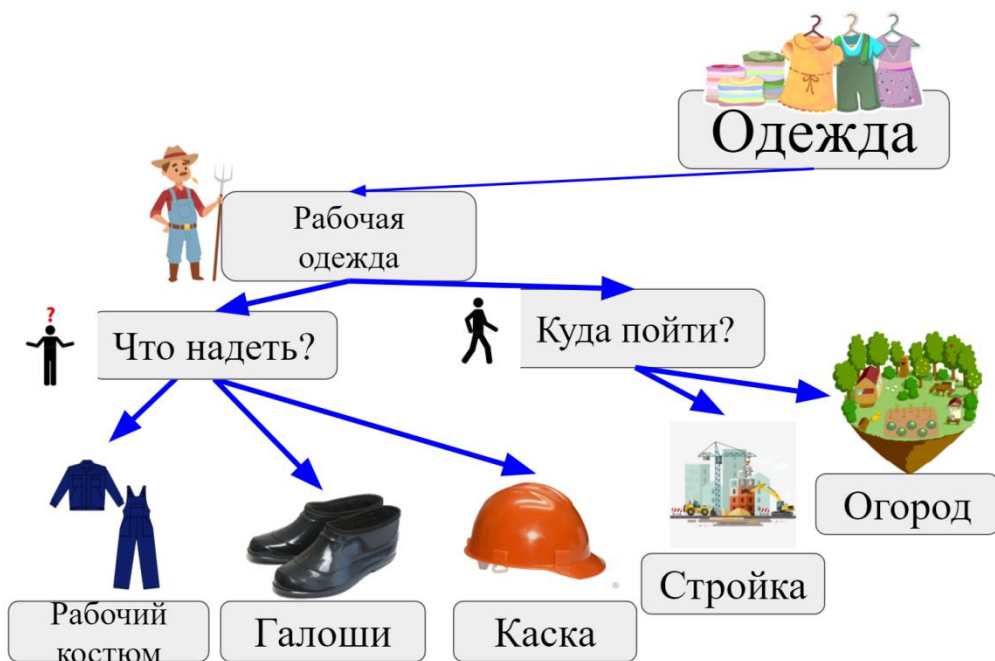 Одежда
Рабочая
одежда
?
Что надеть?
Куда пойти?
Огород
Стройка
Рабочий
костюм
Галоши
Каска